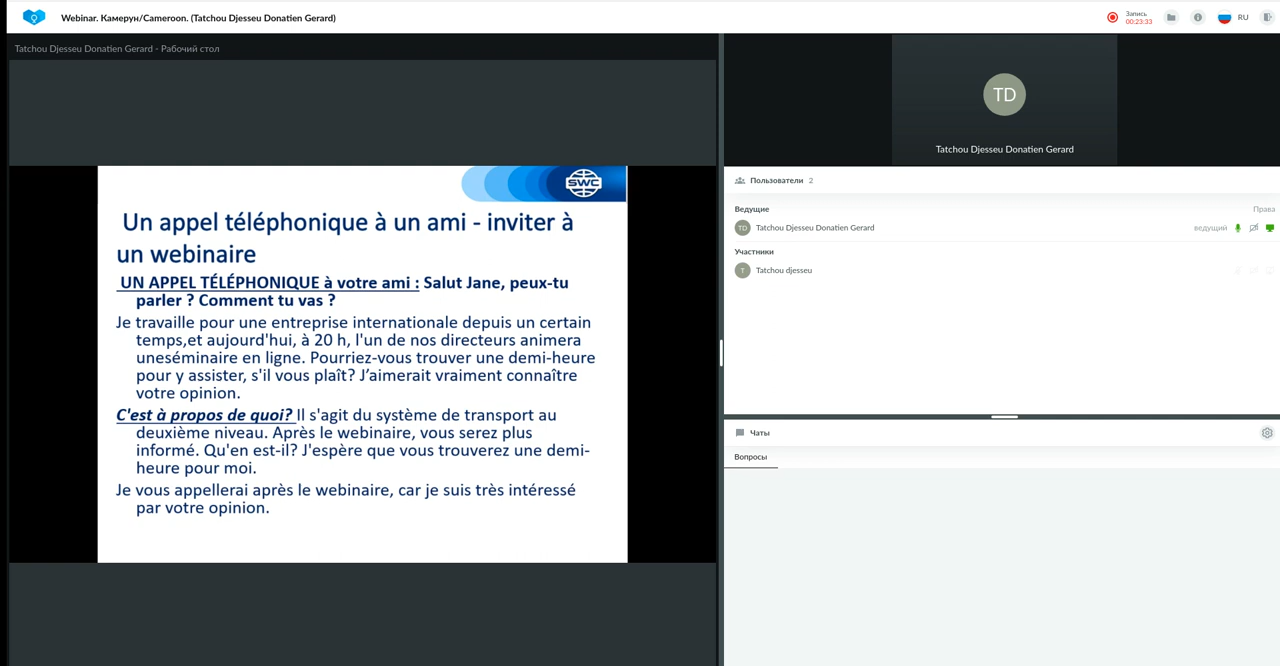 Webinar. Камерун/Cameroon. (Tatchou Djesseu Donatien Gerard)
Запись
00:23:33
RU
Tatchou Djesseu Donatien Gerard - Рабочий стол
SWC
Un appel téléphonique à un ami - inviter à
un webinaire
UN APPEL TÉLÉPHONIQUE à votre ami : Salut Jane, peux-tu
parler ? Comment tu vas ?
Je travaille pour une entreprise internationale depuis un certain
temps,et aujourd'hui, à 20 h, l'un de nos directeurs animera
uneséminaire en ligne. Pourriez-vous trouver une demi-heure
pour y assister, s'il vous plaît? J’aimerait vraiment connaître
votre opinion.
C'est à propos de quoi? Il s'agit du système de transport au
deuxième niveau. Après le webinaire, vous serez plus
informé. Qu'en est-il? J'espère que vous trouverez une demi-
heure pour moi.
Je vous appellerai après le webinaire, car je suis très intéressé
par votre opinion.
TD
Tatchou Djesseu Donatien Gerard
Пользователи 2
Ведущие Права
TD Tatchou Djesseu Donatien Gerard ведущий
Участники
T Tatchou djesseu
Чаты
Вопросы